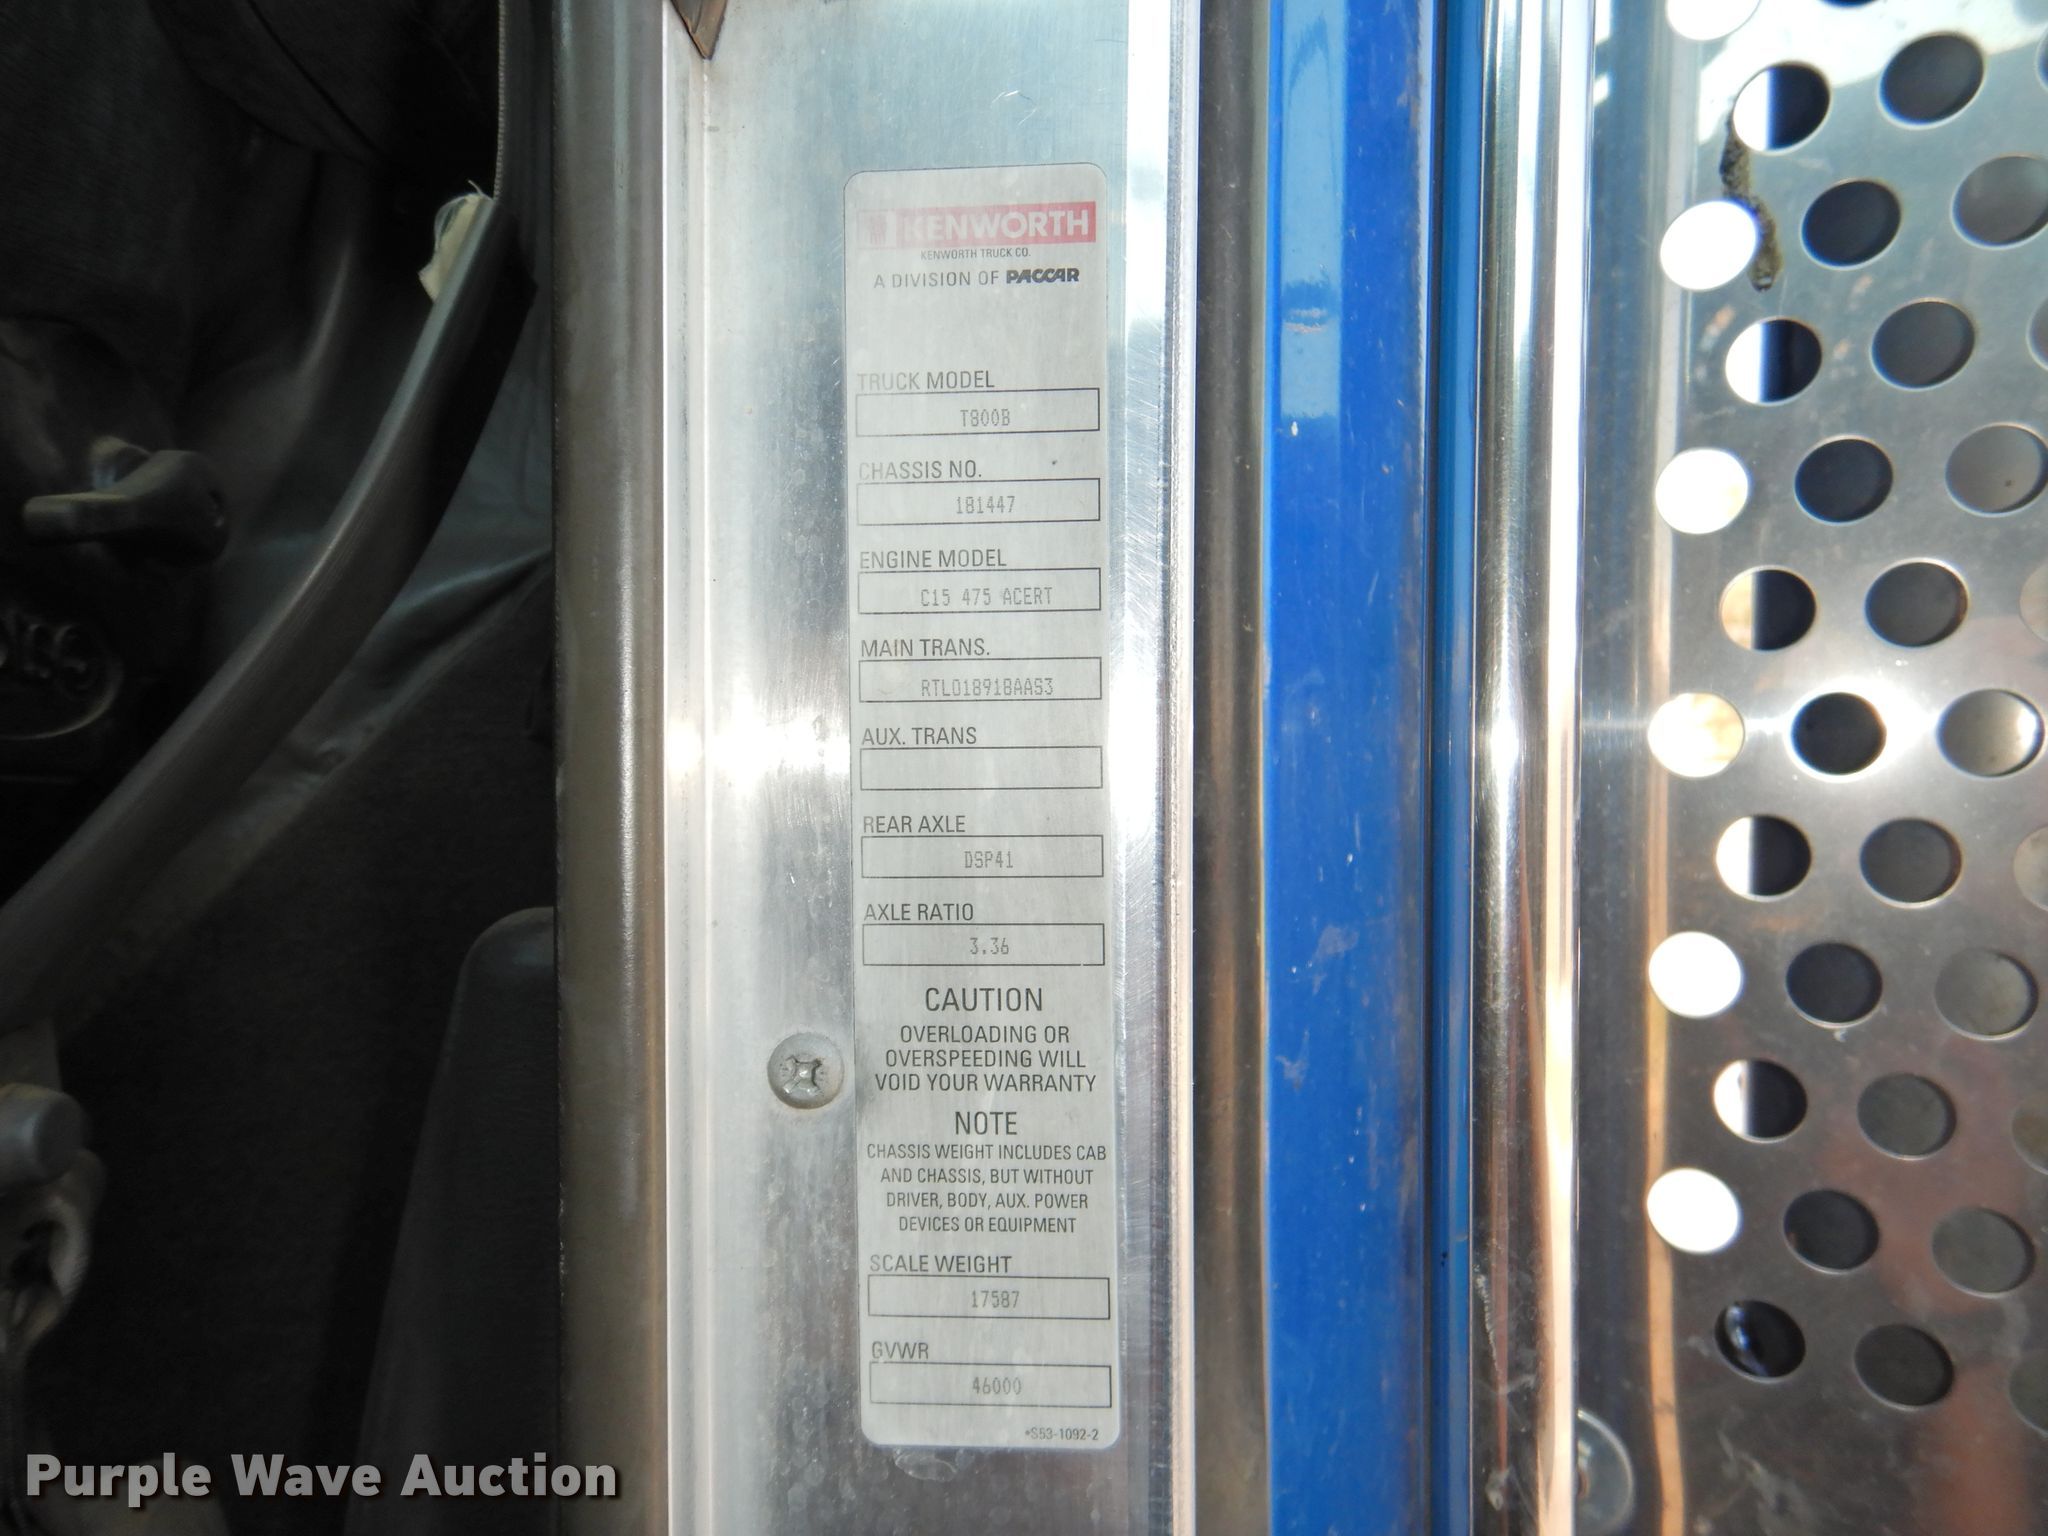 KENWORTH
KENWORTH TRUCK CO.
A DIVISION OF PACCAR
TRUCK MODEL
T800B
CHASSIS NO.
181447
ENGINE MODEL
C15 475 ACERT
MAIN TRANS.
RTLO18918AAS3
AUX. TRANS
REAR AXLE
DSP41
AXLE RATIO
3.36
CAUTION
OVERLOADING OR
OVERSPEEDING WILL
VOID YOUR WARRANTY
NOTE
CHASSIS WEIGHT INCLUDES CAB
AND CHASSIS, BUT WITHOUT
DRIVER, BODY, AUX. POWER
DEVICES OR EQUIPMENT
SCALE WEIGHT
17587
GVWR
46000
*S53-1092-2
Purple Wave Auction